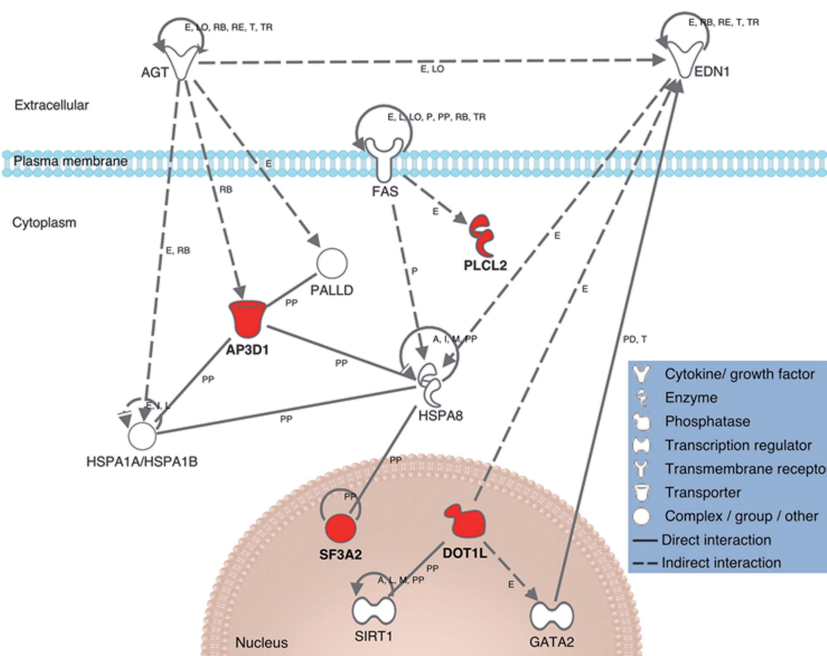 E, LO, RB, RE, T, TR
E, RB, RE, T, TR
AGT
E, LO
EDN1
Extracellular
E, L, LO, P, PP, RB, TR
Plasma membrane
E
FAS
RB
E
Cytoplasm
E
E, RB
PLCL2
P
PALLD
E
PP
AP3D1
A, I, M, PP
PD, T
PP
PP
Cytokine/ growth factor
Enzyme
HSPA8
PP
Phosphatase
HSPA1A/HSPA1B
Transcription regulator
PP
Transmembrane recepto
PP
Transporter
Complex / group / other
SF3A2
DOT1L
Direct interaction
PP
Indirect interaction
A, L, M, PP
E
SIRT1
GATA2
Nucleus